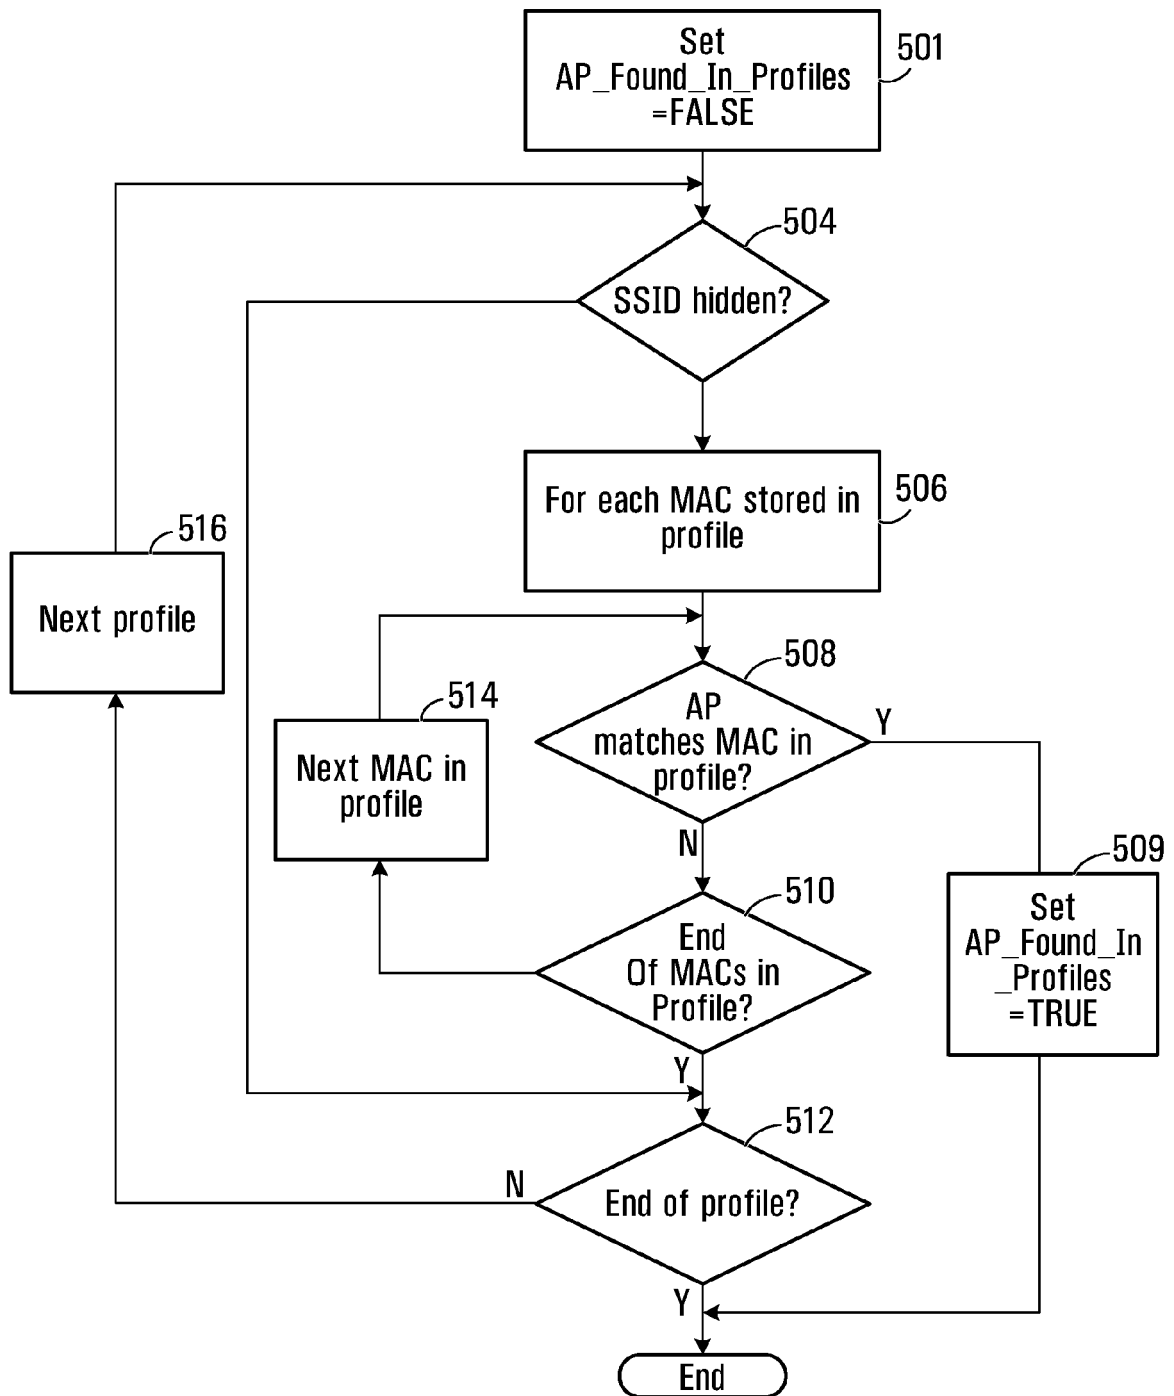 Set
AP_Found_In_Profiles
=FALSE
501
504
SSID hidden?
For each MAC stored in
profile
506
516
Next profile
508
AP
matches MAC in
profile?
Y
514
Next MAC in
profile
N
509
Set
AP_Found_In
_Profiles
=TRUE
510
End
Of MACs in
Profile?
Y
512
N
End of profile?
Y
End